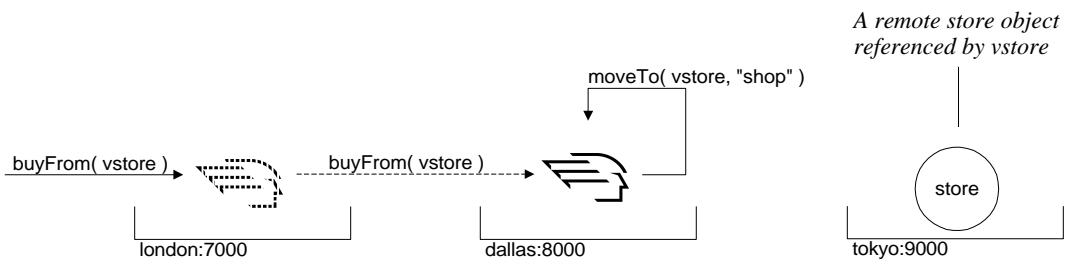 A remote store object
referenced by vstore
moveTo( vstore, "shop" )
buyFrom( vstore )
buyFrom( vstore )
store
london:7000
dallas:8000
tokyo:9000